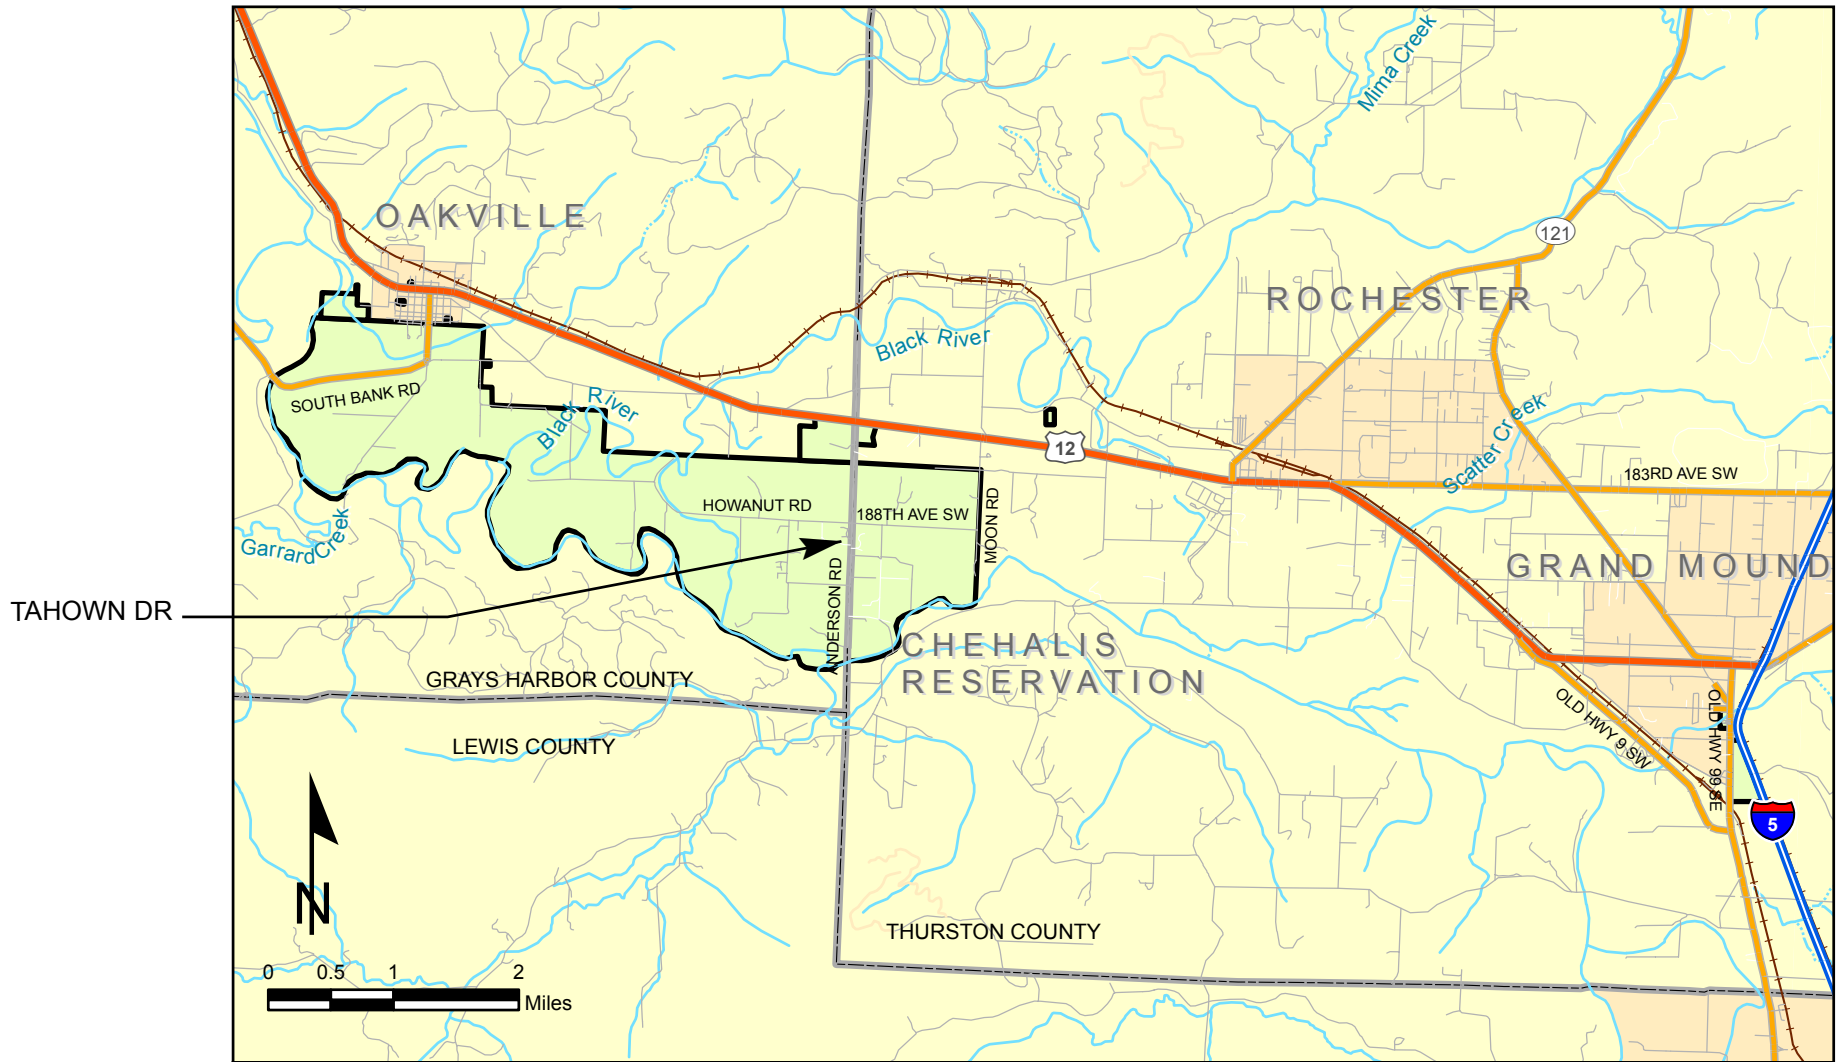 Mima Creek
OAKVILLE
121
ROCHESTER
Black River
SOUTH BANK RD
Black River
12
Scatter Creek
183RD AVE SW
HOWANUT RD
188TH AVE SW
MOON RD
Garrard Creek
GRAND MOUND
TAHOWN DR
ANDERSON RD
CHEHALIS
RESERVATION
GRAYS HARBOR COUNTY
LEWIS COUNTY
OLD HWY 9 SW
OLD HWY 99 SE
5
N
THURSTON COUNTY
0 0.5 1 2
Miles